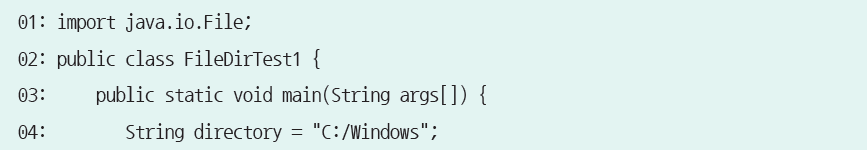 01: import java.io.File;
02: public class FileDirTest1 {
03:     public static void main(String args[]) {
04:        String directory = "C:/Windows";